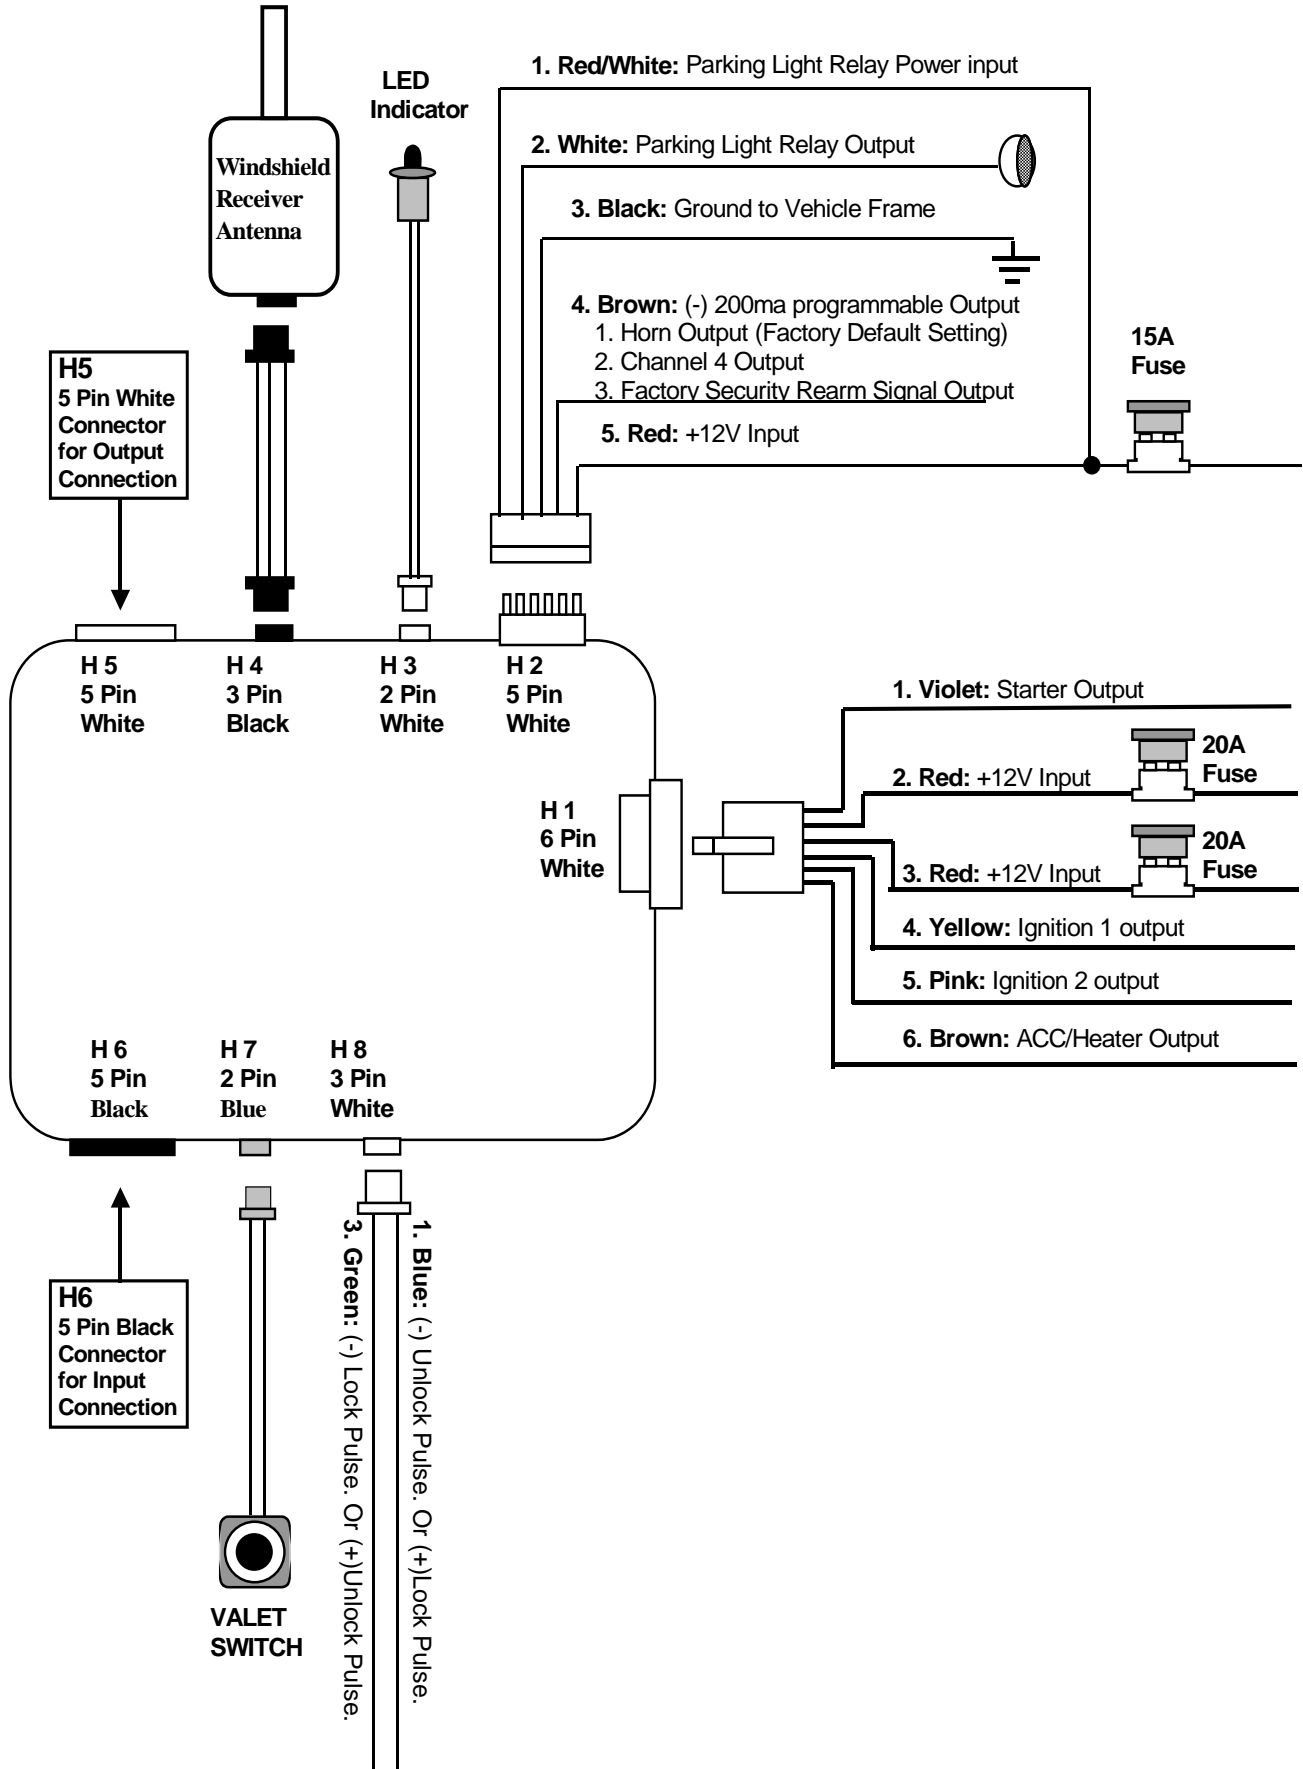 1. Red/White: Parking Light Relay Power input
LED
Indicator
2. White: Parking Light Relay Output
Windshield
Receiver
Antenna
3. Black: Ground to Vehicle Frame
4. Brown: (-) 200ma programmable Output
1. Horn Output (Factory Default Setting)
2. Channel 4 Output
3. Factory Security Rearm Signal Output
15A
Fuse
H5
5 Pin White
Connector
for Output
Connection
5. Red: +12V Input
H 5
5 Pin
White
H 4
3 Pin
Black
H 3
2 Pin
White
H 2
5 Pin
White
1. Violet: Starter Output
20A
Fuse
2. Red: +12V Input
H 1
6 Pin
White
20A
Fuse
3. Red: +12V Input
4. Yellow: Ignition 1 output
5. Pink: Ignition 2 output
6. Brown: ACC/Heater Output
H 6
5 Pin
Black
H 7
2 Pin
Blue
H 8
3 Pin
White
1. Blue: (-) Unlock Pulse. Or (+)Lock Pulse.
3. Green: (-) Lock Pulse. Or (+)Unlock Pulse.
H6
5 Pin Black
Connector
for Input
Connection
VALET
SWITCH